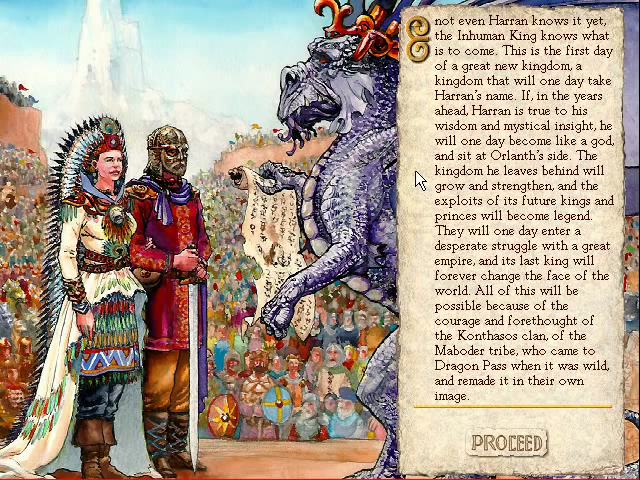 not even Harran knows it yet,
the Inhuman King knows what
is to come. This is the first day
of a great new kingdom, a
kingdom that will one day take
Harran's name. If, in the years
ahead, Harran is true to his
wisdom and mystical insight, he
will one day become like a god,
and sit at Orlanth's side. The
kingdom he leaves behind will
grow and strengthen, and the
exploits of its future kings and
princes will become legend.
They will one day enter a
desperate struggle with a great
empire, and its last king will
forever change the face of the
world. All of this will be
possible because of the
courage and forethought of
the Konthasos clan, of the
Maboder tribe, who came to
Dragon Pass when it was wild,
and remade it in their own
image.
PROCEED